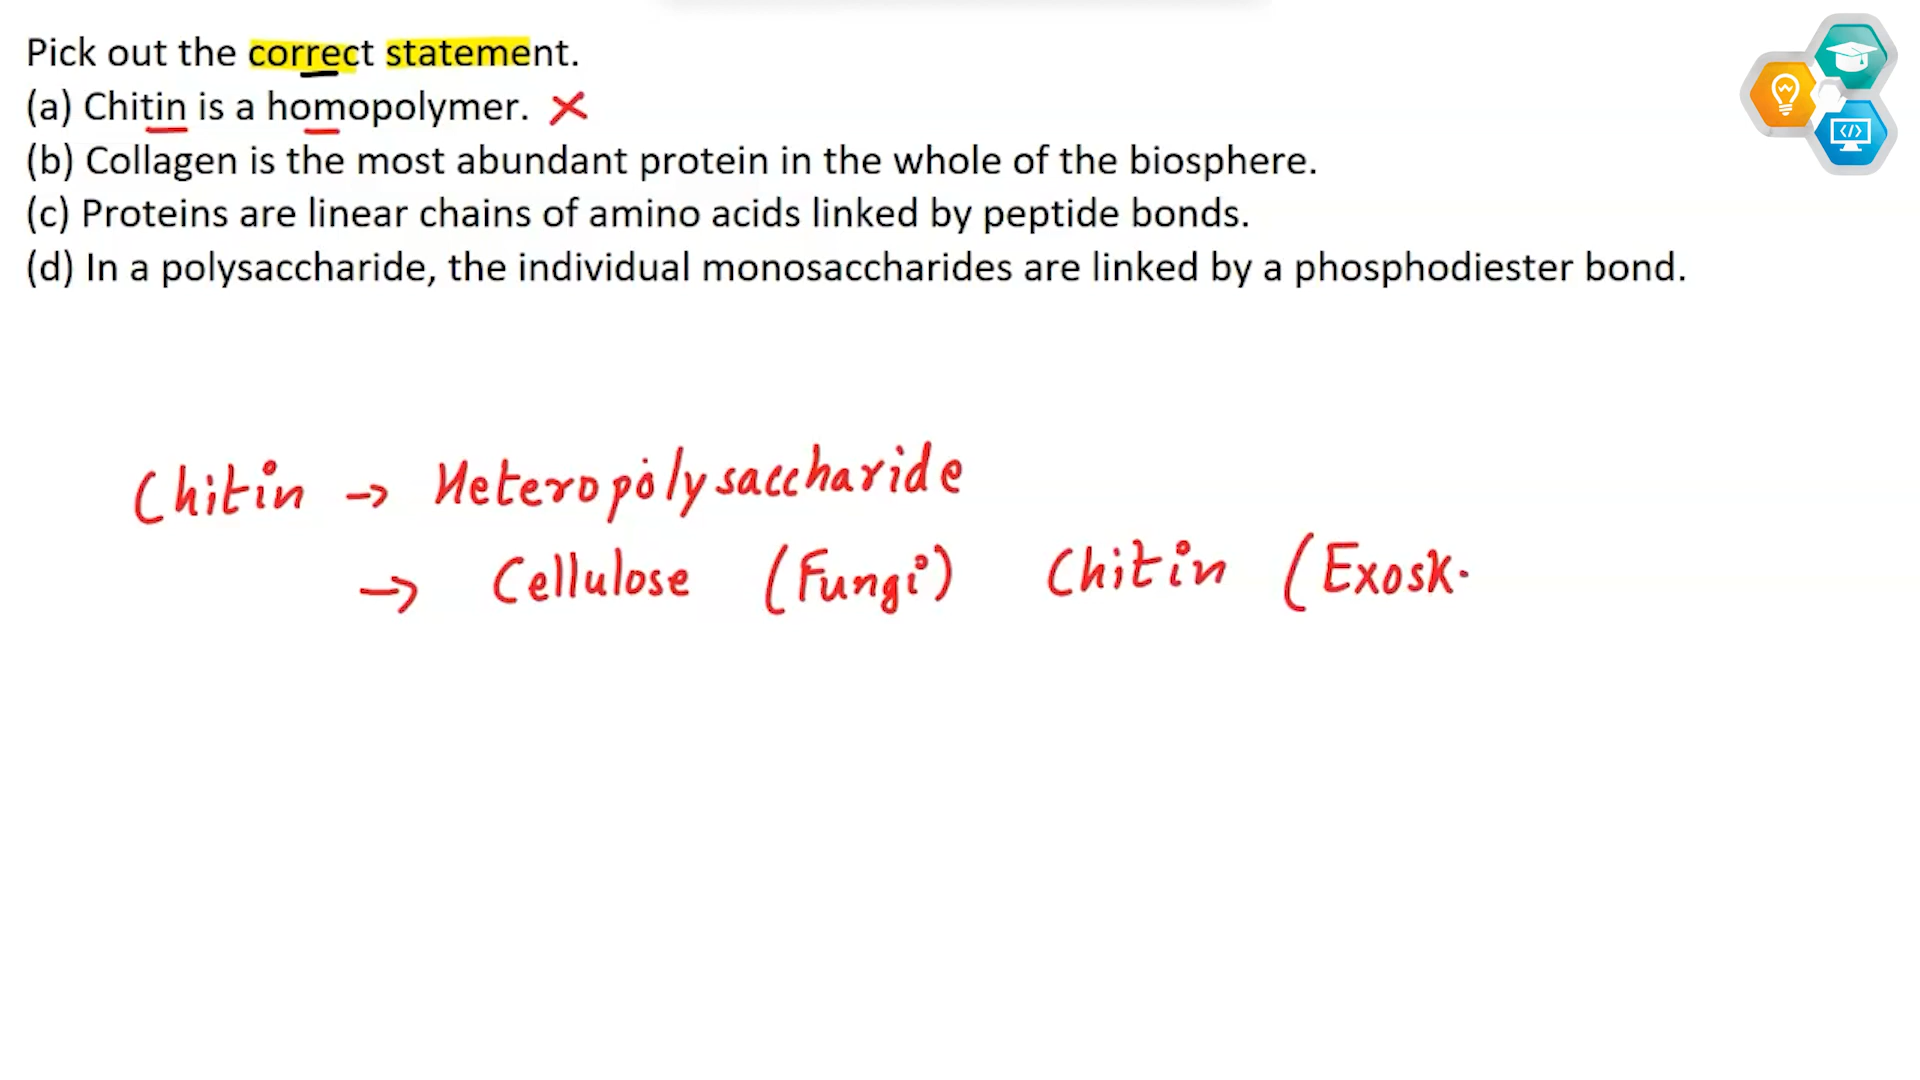 Pick out the correct statement.
(a) Chitin is a homopolymer. X
(b) Collagen is the most abundant protein in the whole of the biosphere.
(c) Proteins are linear chains of amino acids linked by peptide bonds.
(d) In a polysaccharide, the individual monosaccharides are linked by a phosphodiester bond.
</>
Chitin → Heteropolysaccharide
→ Cellulose (Fungi) Chitin (Exosk.